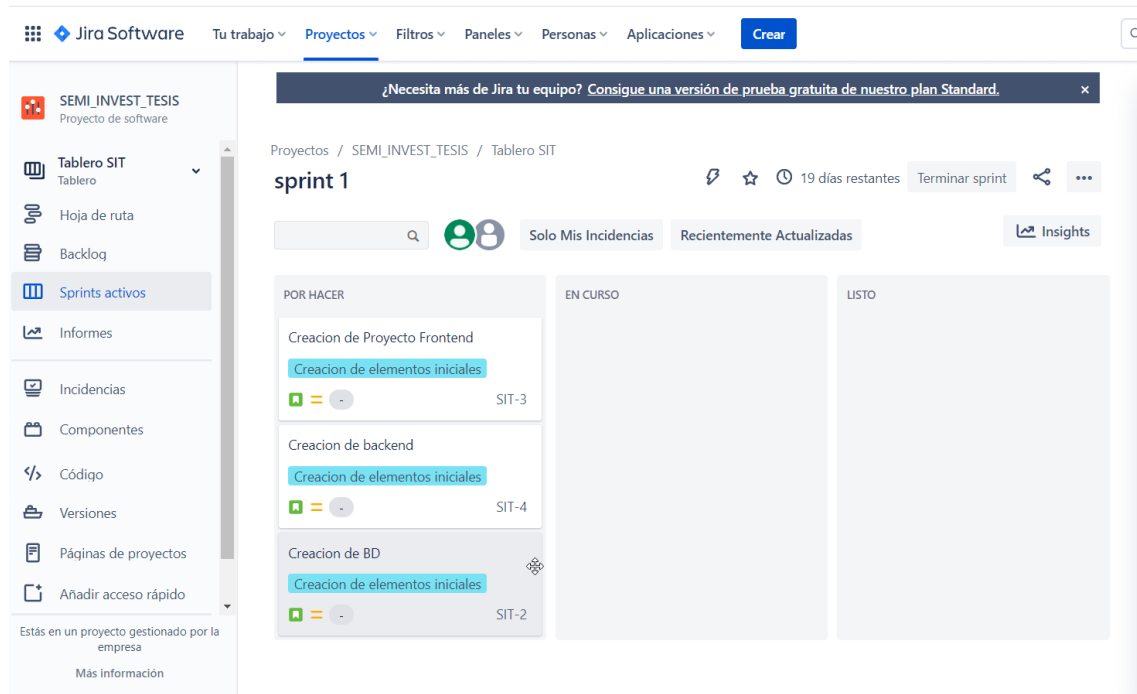 Jira Software Tu trabajo Proyectos Filtros Paneles Personas Aplicaciones Crear
¿Necesita más de Jira tu equipo? Consigue una versión de prueba gratuita de nuestro plan Standard. ×
SEMI_INVEST_TESIS
Proyecto de software
Tablero SIT
Tablero
Hoja de ruta
Backlog
Sprints activos
Informes
Incidencias
Componentes
Código
Versiones
Páginas de proyectos
Añadir acceso rápido
Estás en un proyecto gestionado por la
empresa
Más información
Proyectos / SEMI_INVEST_TESIS / Tablero SIT
sprint 1
19 días restantes Terminar sprint
Solo Mis Incidencias Recientemente Actualizadas Insights
POR HACER EN CURSO LISTO
Creacion de Proyecto Frontend
Creacion de elementos iniciales
- SIT-3
Creacion de backend
Creacion de elementos iniciales
- SIT-4
Creacion de BD
Creacion de elementos iniciales
- SIT-2